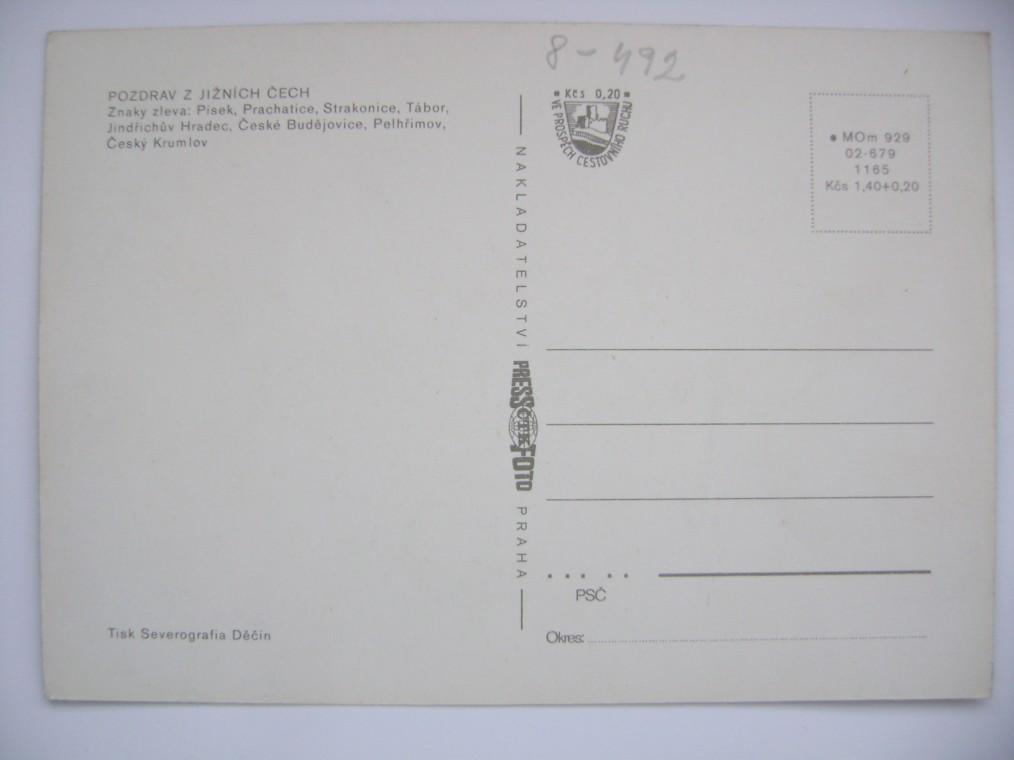 8-492
POZDRAV Z JIŽNÍCH ČECH
Znaky zleva: Písek, Prachatice, Strakonice, Tábor,
Jindřichův Hradec, České Budějovice, Pelhřimov,
Český Krumlov
Tisk Severografia Děčín
NAKLADATELSTVÍ PRESSFOTO PRAHA
ČTK
Kčs 0,20
VE PROSPĚCH CESTOVNÍHO RUCHU
MOm 929
02-679
1165
Kčs 1,40+0,20
PSČ
Okres: